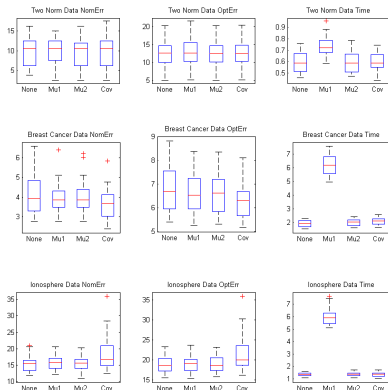 Two Norm Data NomErr
15
10
5
None Mu1 Mu2 Cov
Two Norm Data OptErr
20
15
10
5
None Mu1 Mu2 Cov
Two Norm Data Time
0.9
0.8
0.7
0.6
0.5
None Mu1 Mu2 Cov
Breast Cancer Data NomErr
6
5
4
3
None Mu1 Mu2 Cov
Breast Cancer Data OptErr
9
8
7
6
5
None Mu1 Mu2 Cov
Breast Cancer Data Time
7
6
5
4
3
2
None Mu1 Mu2 Cov
Ionosphere Data NomErr
35
30
25
20
15
10
None Mu1 Mu2 Cov
Ionosphere Data OptErr
35
30
25
20
15
None Mu1 Mu2 Cov
Ionosphere Data Time
7
6
5
4
3
2
1
None Mu1 Mu2 Cov